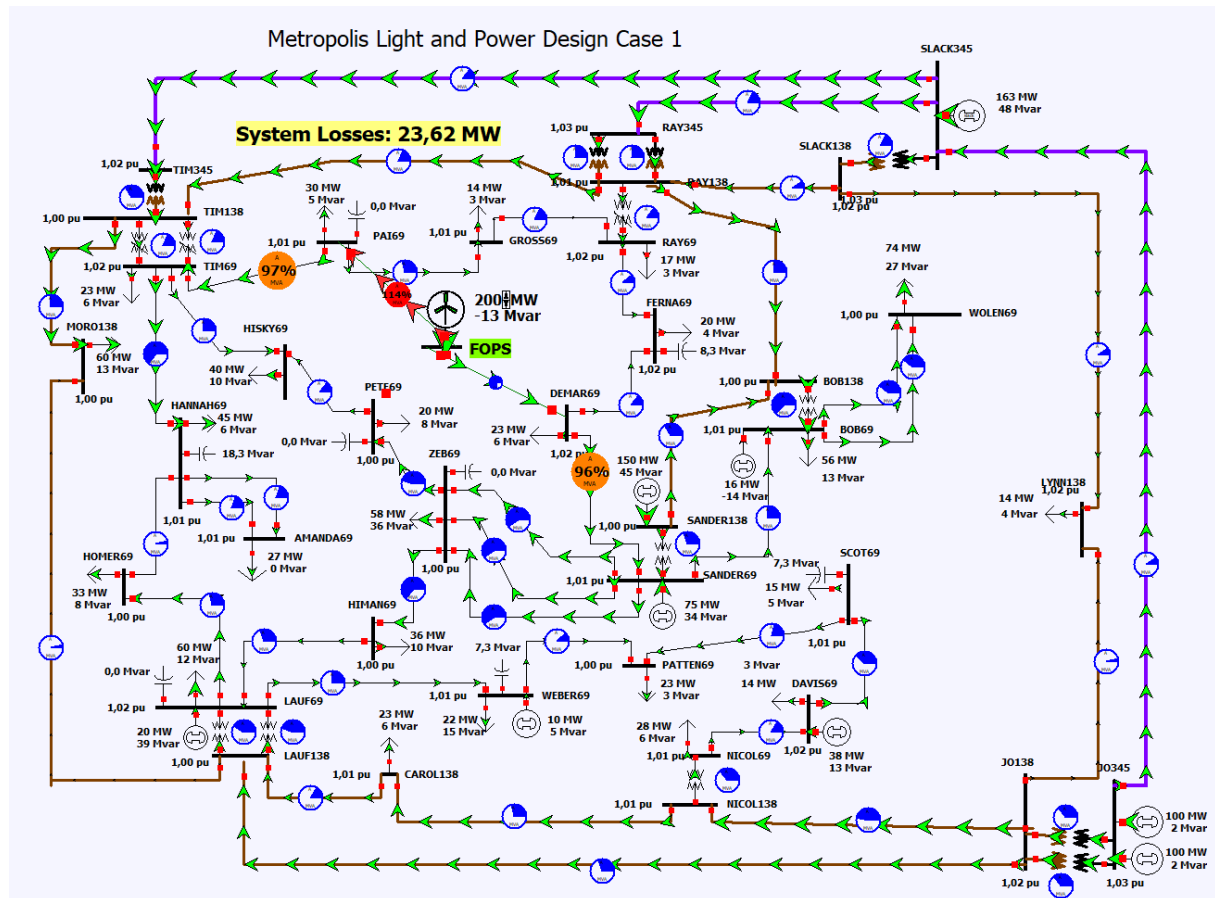 Metropolis Light and Power Design Case 1
SLACK345
163 MW
48 Mvar
System Losses: 23,62 MW
1,03 pu
RAY345
SLACK138
1,02 pu
TIM345
30 MW
5 Mvar
0,0 Mvar
14 MW
3 Mvar
1,01 pu
RAY138
1,03 pu
1,02 pu
1,00 pu
TIM138
1,01 pu
PAI69
1,01 pu
GROSS69
RAY69
1,02 pu
17 MW
3 Mvar
74 MW
27 Mvar
1,02 pu
TIM69
97%
A
MVA
23 MW
6 Mvar
114%
200 MW
-13 Mvar
FERNA69
20 MW
4 Mvar
8,3 Mvar
1,02 pu
1,00 pu
WOLEN69
MORO138
60 MW
13 Mvar
1,00 pu
HISKY69
40 MW
10 Mvar
FOPS
PETE69
20 MW
8 Mvar
0,0 Mvar
1,00 pu
DEMAR69
23 MW
6 Mvar
1,02 pu
1,00 pu
BOB138
1,01 pu
BOB69
56 MW
13 Mvar
16 MW
-14 Mvar
HANNAH69
45 MW
6 Mvar
18,3 Mvar
1,01 pu
ZEB69
0,0 Mvar
58 MW
36 Mvar
1,00 pu
96%
A
MVA
150 MW
45 Mvar
1,00 pu
SANDER138
LYNN138
1,02 pu
14 MW
4 Mvar
1,01 pu
AMANDA69
27 MW
0 Mvar
1,01 pu
SANDER69
75 MW
34 Mvar
SCOT69
7,3 Mvar
15 MW
5 Mvar
1,01 pu
HOMER69
33 MW
8 Mvar
1,00 pu
HIMAN69
36 MW
10 Mvar
1,00 pu
60 MW
12 Mvar
0,0 Mvar
7,3 Mvar
1,00 pu
PATTEN69
23 MW
3 Mvar
3 Mvar
14 MW
DAVIS69
1,02 pu
38 MW
13 Mvar
1,02 pu
LAUF69
20 MW
39 Mvar
1,01 pu
WEBER69
22 MW
15 Mvar
10 MW
5 Mvar
23 MW
6 Mvar
28 MW
6 Mvar
1,01 pu
NICOL69
1,00 pu
LAUF138
1,01 pu
CAROL138
1,01 pu
NICOL138
JO138
JO345
100 MW
2 Mvar
100 MW
2 Mvar
1,02 pu
1,03 pu